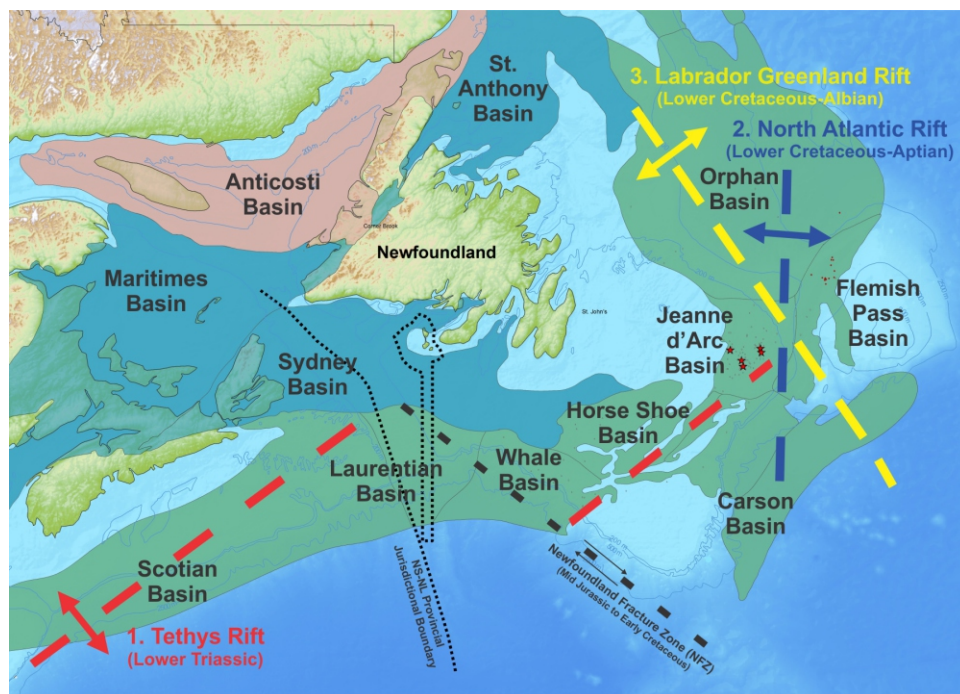 St.
Anthony
Basin
3. Labrador Greenland Rift
(Lower Cretaceous-Albian)
2. North Atlantic Rift
(Lower Cretaceous-Aptian)
Orphan
Basin
Anticosti
Basin
Newfoundland
Maritimes
Basin
Flemish
Pass
Basin
St. John's
Jeanne
d'Arc
Basin
Sydney
Basin
Horse Shoe
Basin
Laurentian
Basin
Whale
Basin
Carson
Basin
Scotian
Basin
NS-NL Provincial
Jurisdictional Boundary
Newfoundland Fracture Zone (NFZ)
(Mid Jurassic to Early Cretaceous)
1. Tethys Rift
(Lower Triassic)